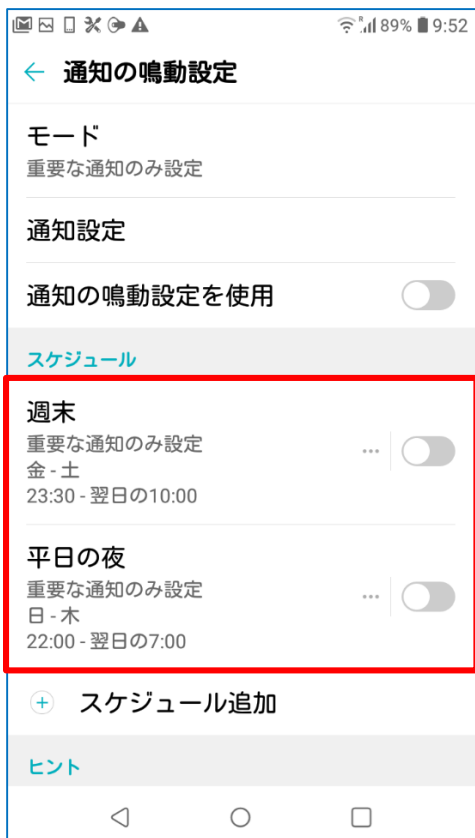 89% 9:52
通知の鳴動設定
モード
重要な通知のみ設定
通知設定
通知の鳴動設定を使用
スケジュール
週末
重要な通知のみ設定
金 - 土
23:30 - 翌日の10:00
平日の夜
重要な通知のみ設定
日 - 木
22:00 - 翌日の7:00
スケジュール追加
ヒント